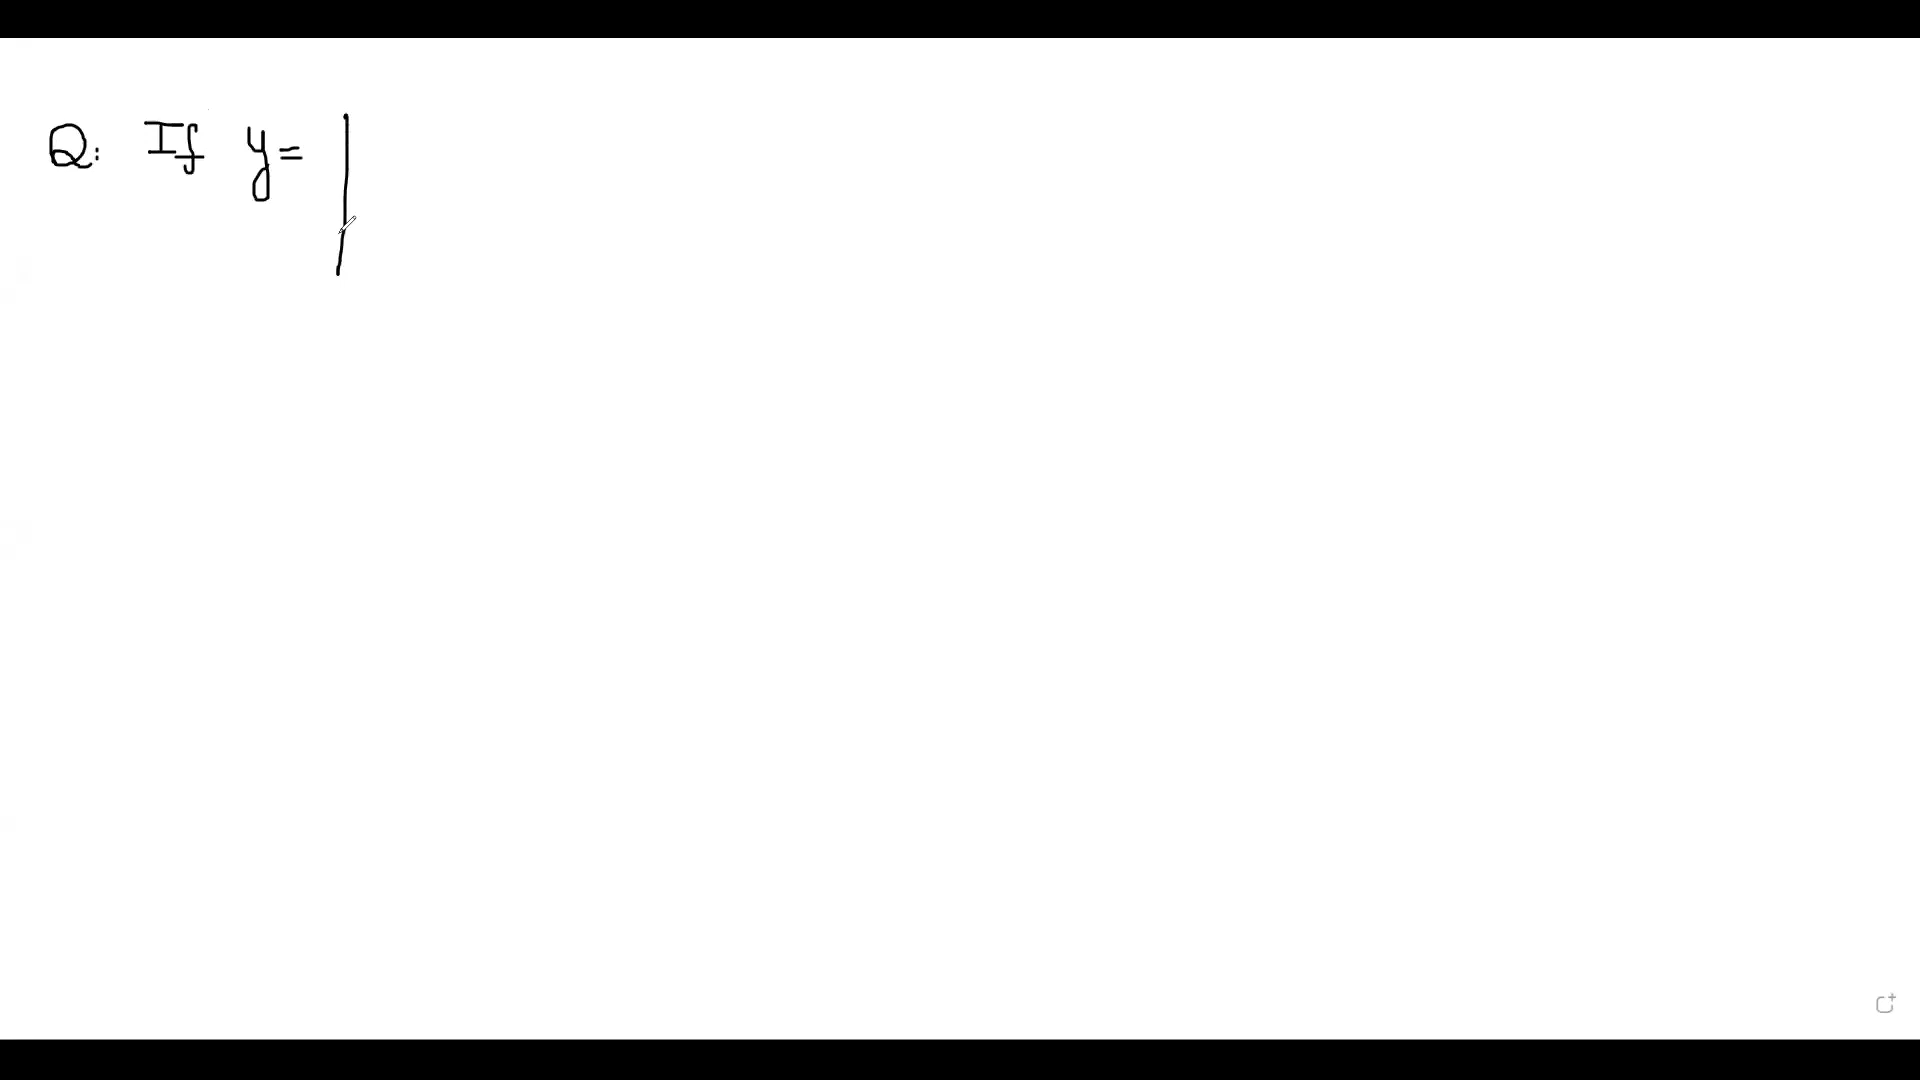 Q: If y = |